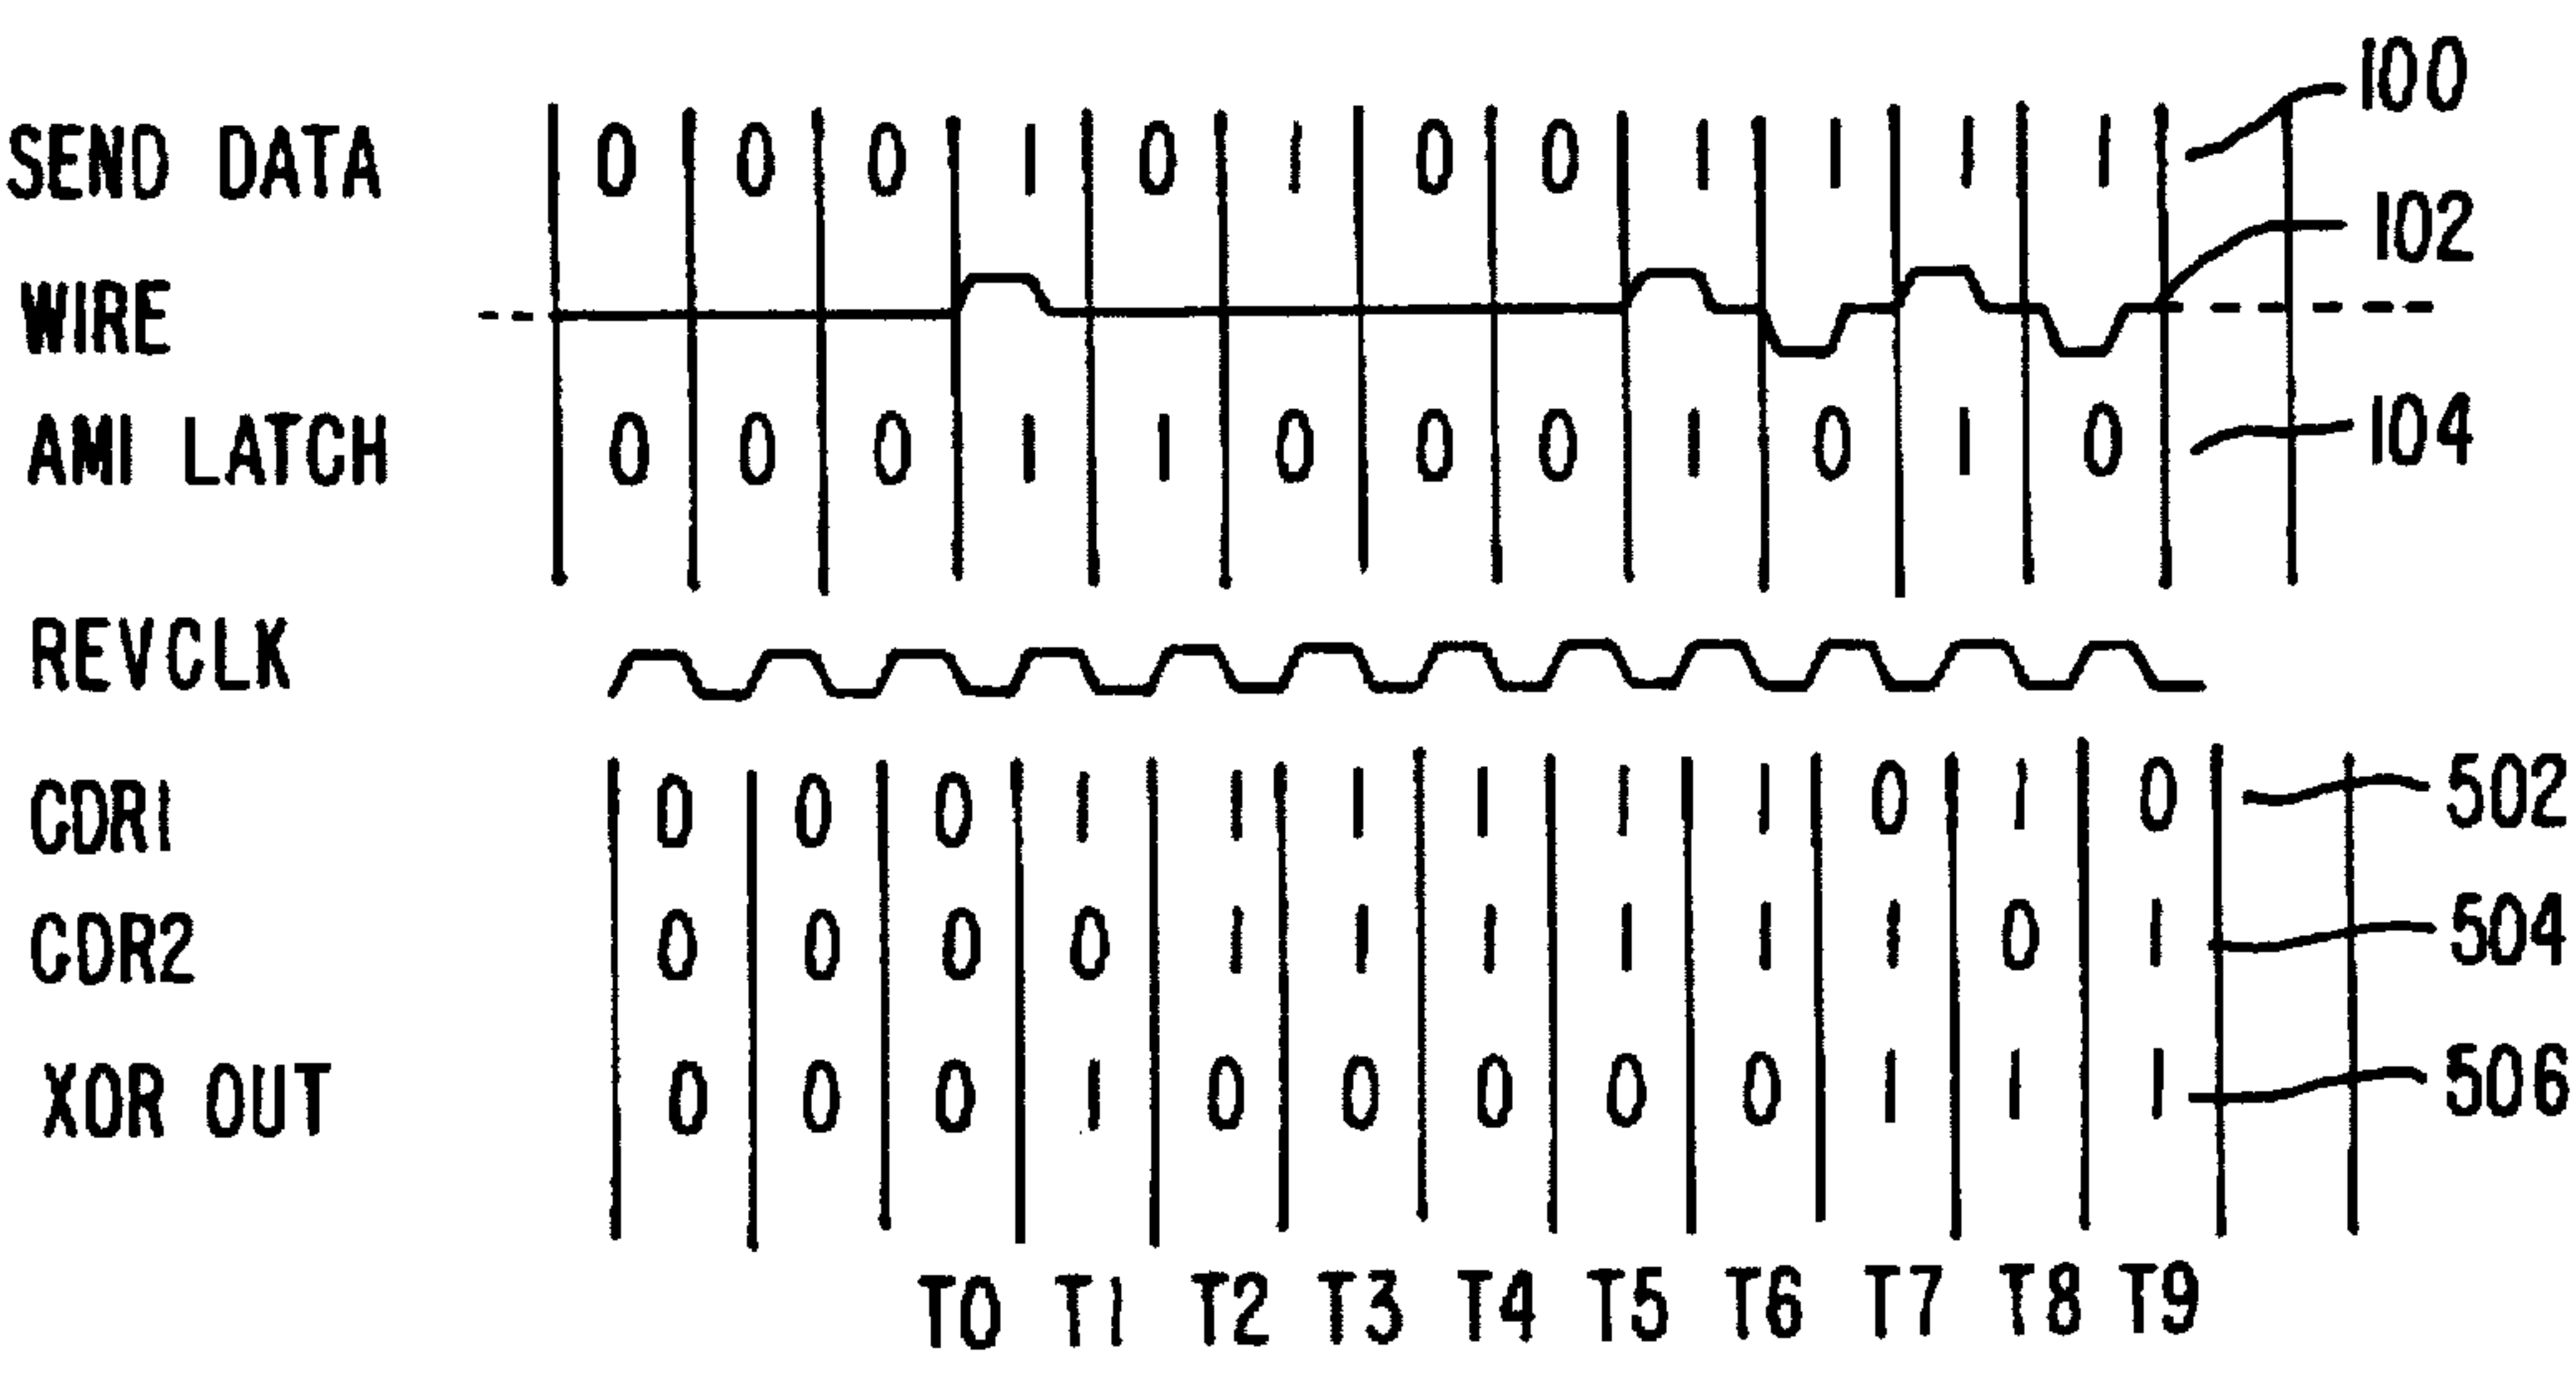 SEND DATA 0 0 0 1 0 1 0 0 1 1 1 1 100
WIRE 102
AMI LATCH 0 0 0 1 1 0 0 0 1 0 1 0 104
REVCLK
CDR1 0 0 0 1 1 1 1 1 1 0 1 0 502
CDR2 0 0 0 0 1 1 1 1 1 1 0 1 504
XOR OUT 0 0 0 1 0 0 0 0 0 1 1 1 506
T0 T1 T2 T3 T4 T5 T6 T7 T8 T9